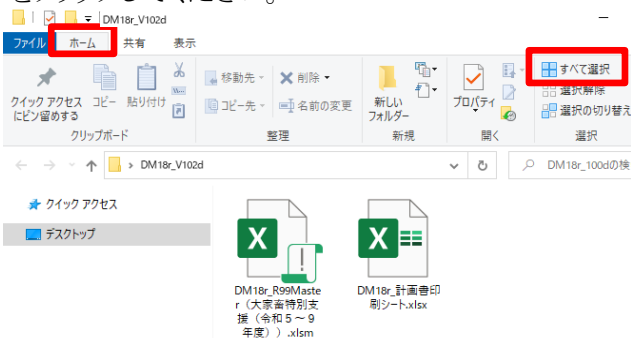 をクリックしてください。
DM18r_V102d
ファイル ホーム 共有 表示
クイック アクセス
にピン留めする
コピー
貼り付け
移動先
コピー先
削除
名前の変更
新しい
フォルダー
プロパティ
すべて選択
選択解除
選択の切り替え
クリップボード 整理 新規 開く 選択
DM18r_V102d
DM18r_100dの検
クイック アクセス
デスクトップ
DM18r_R99Maste
r（大家畜特別支
援（令和５～９
年度））.xlsm
DM18r_計画書印
刷シート.xlsx